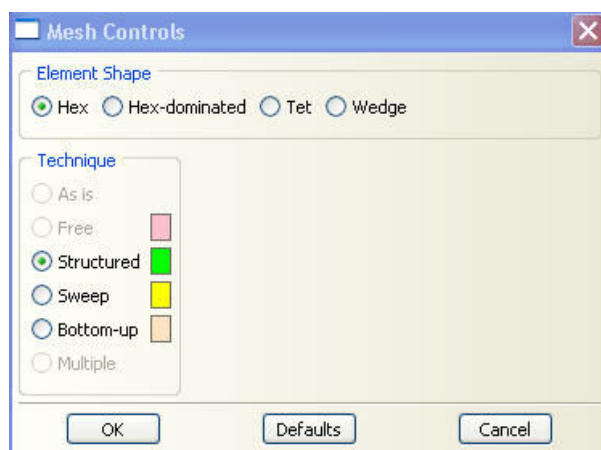 Mesh Controls
Element Shape
Hex Hex-dominated Tet Wedge
Technique
As is
Free
Structured
Sweep
Bottom-up
Multiple
OK Defaults Cancel